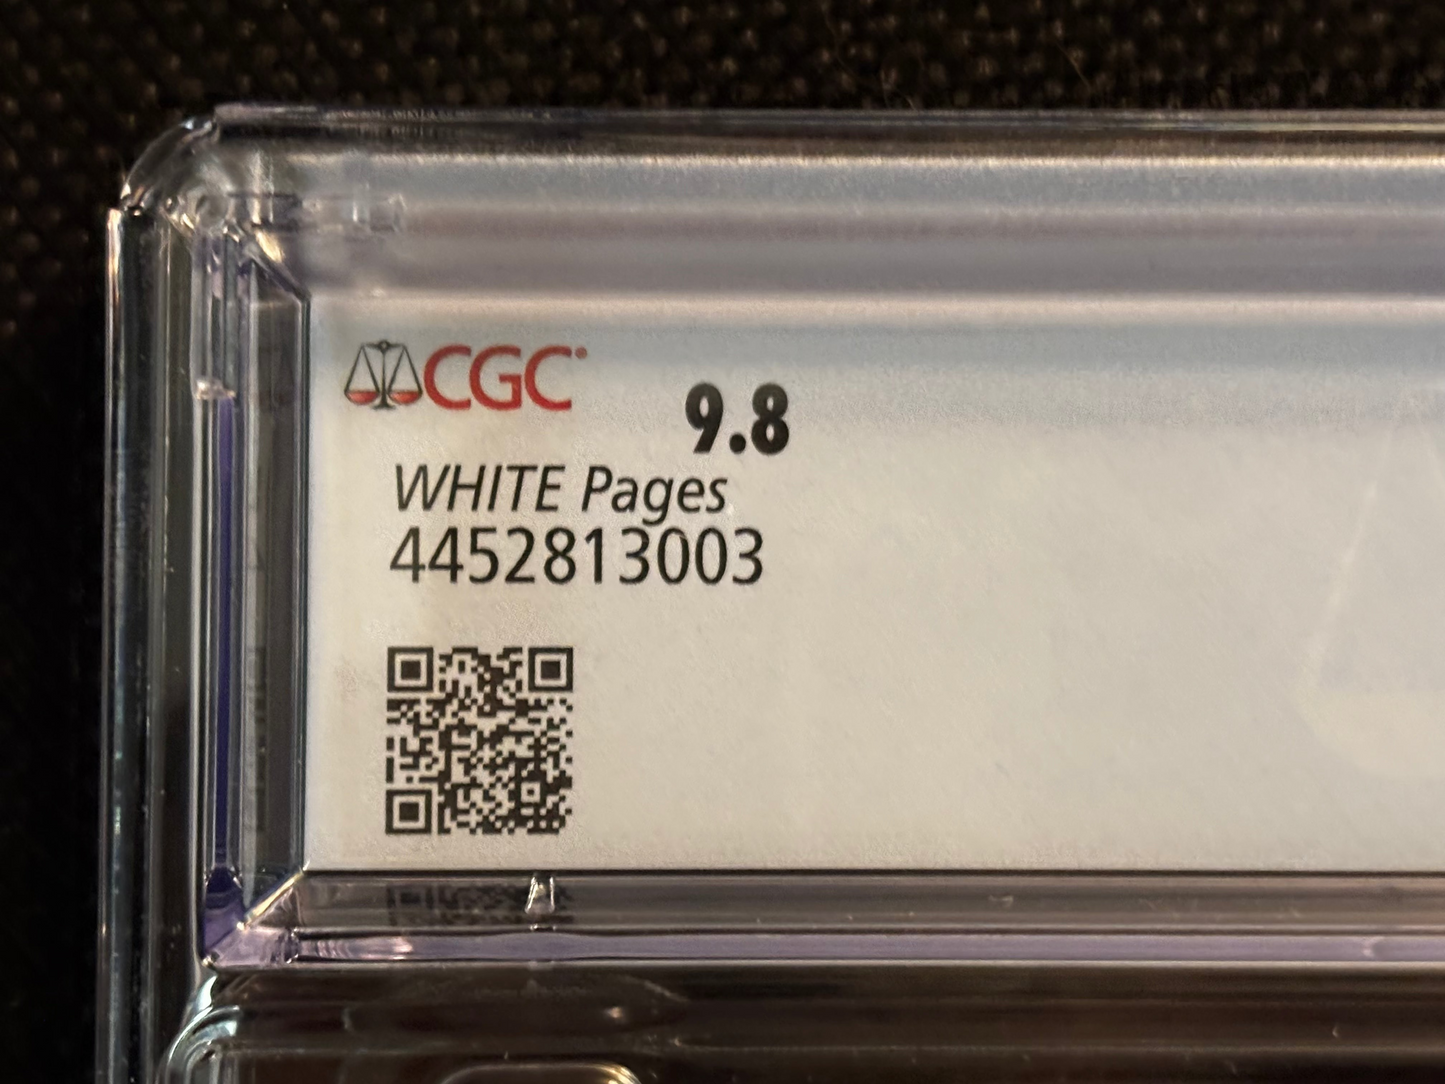 CGC 9.8
WHITE Pages
4452813003